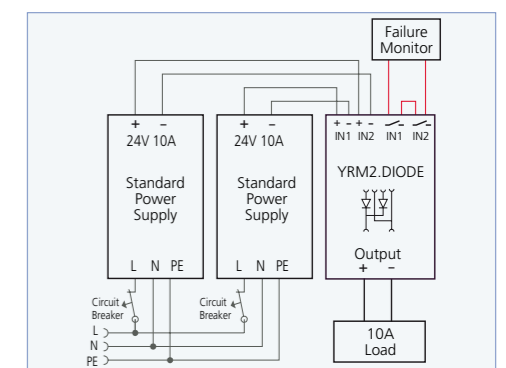 Failure
Monitor
+ – + –
IN1 IN2 IN1 IN2
YRM2.DIODE
Output
+ –
10A
Load
+ –
24V 10A
Standard
Power
Supply
L N PE
+ –
24V 10A
Standard
Power
Supply
L N PE
Circuit
Breaker
Circuit
Breaker
L
N
PE